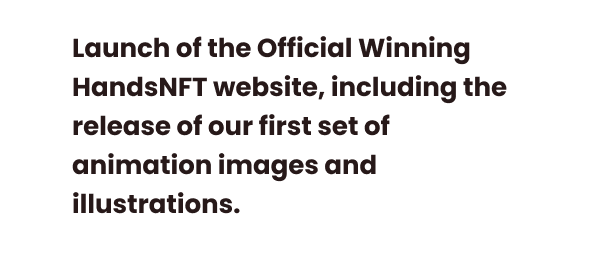 Launch of the Official Winning
HandsNFT website, including the
release of our first set of
animation images and
illustrations.